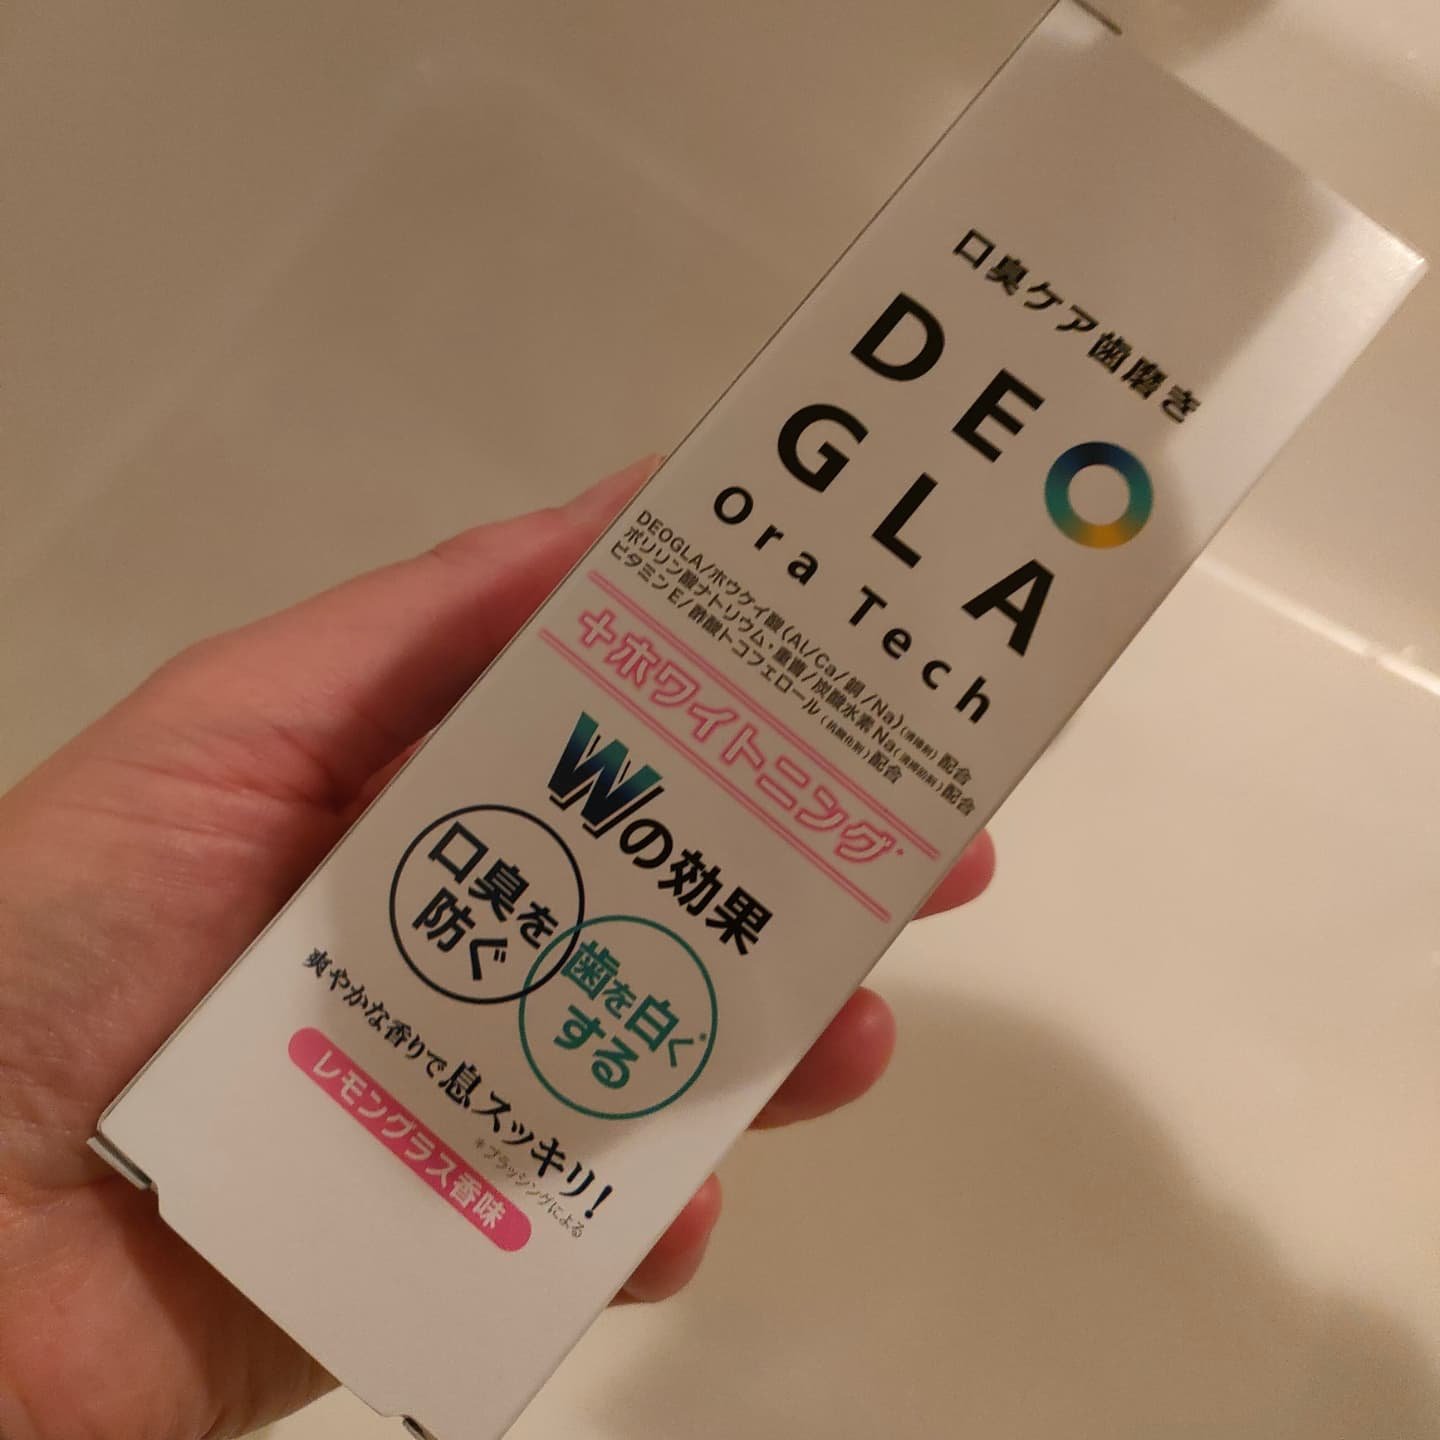 口臭ケア歯磨き
DEO
GLA
Ora Tech
DEOGLA/ホウケイ酸(Al/Ca/銅/Na)(清掃剤)配合
ポリリン酸ナトリウム・重曹/炭酸水素Na(清掃助剤)配合
ビタミンE/酢酸トコフェロール(抗酸化剤)配合
+ホワイトニング*
Wの効果
口臭を
防ぐ
歯を白く*
する
爽やかな香りで息スッキリ!
*ブラッシングによる
レモングラス香味